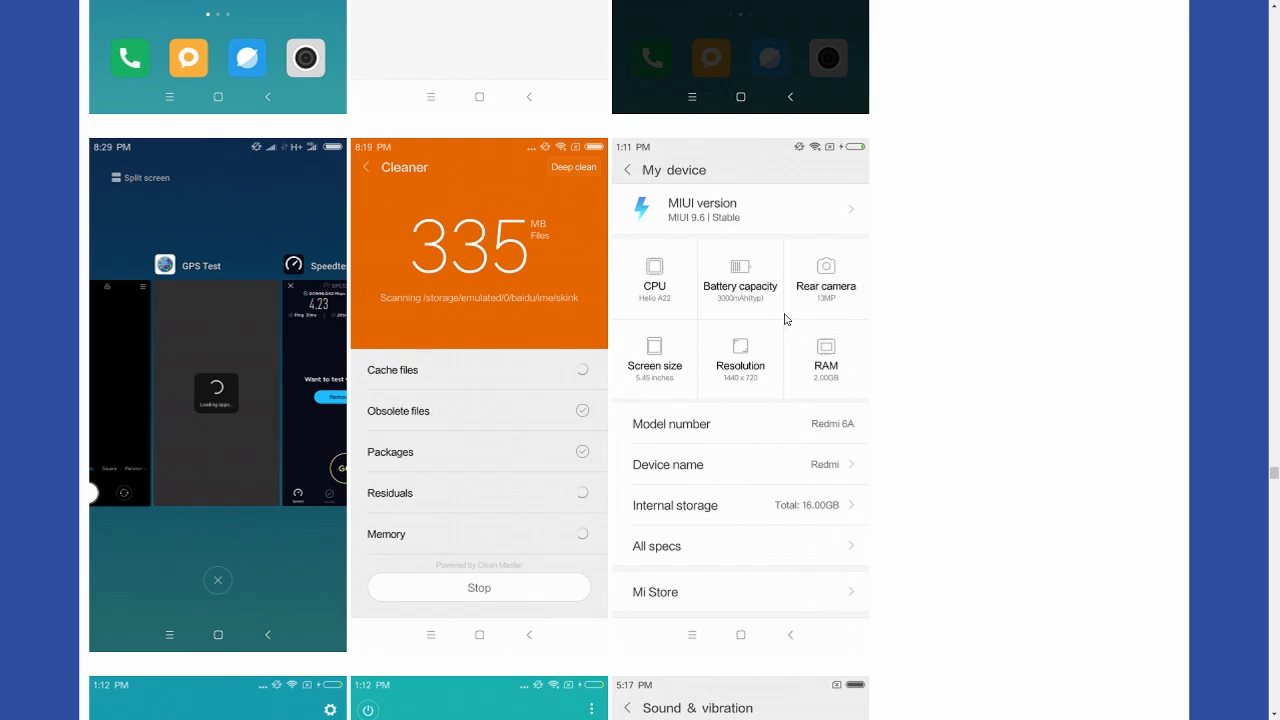 8:29 PM
H+
Split screen
GPS Test
Speedtes
4.23
Want to test y
Square
Loading apps...
8:19 PM
Cleaner
Deep clean
335
MB
Files
Scanning /storage/emulated/0/baidu/ime/skink
Cache files
Obsolete files
Packages
Residuals
Memory
Powered by Clean Master
Stop
1:11 PM
My device
MIUI version
MIUI 9.6 | Stable
CPU
Helio A22
Battery capacity
3000mAh(typ)
Rear camera
13MP
Screen size
5.45 inches
Resolution
1440 x 720
RAM
2.00GB
Model number
Redmi 6A
Device name
Redmi
Internal storage
Total: 16.00GB
All specs
Mi Store
1:12 PM
1:12 PM
5:17 PM
Sound & vibration